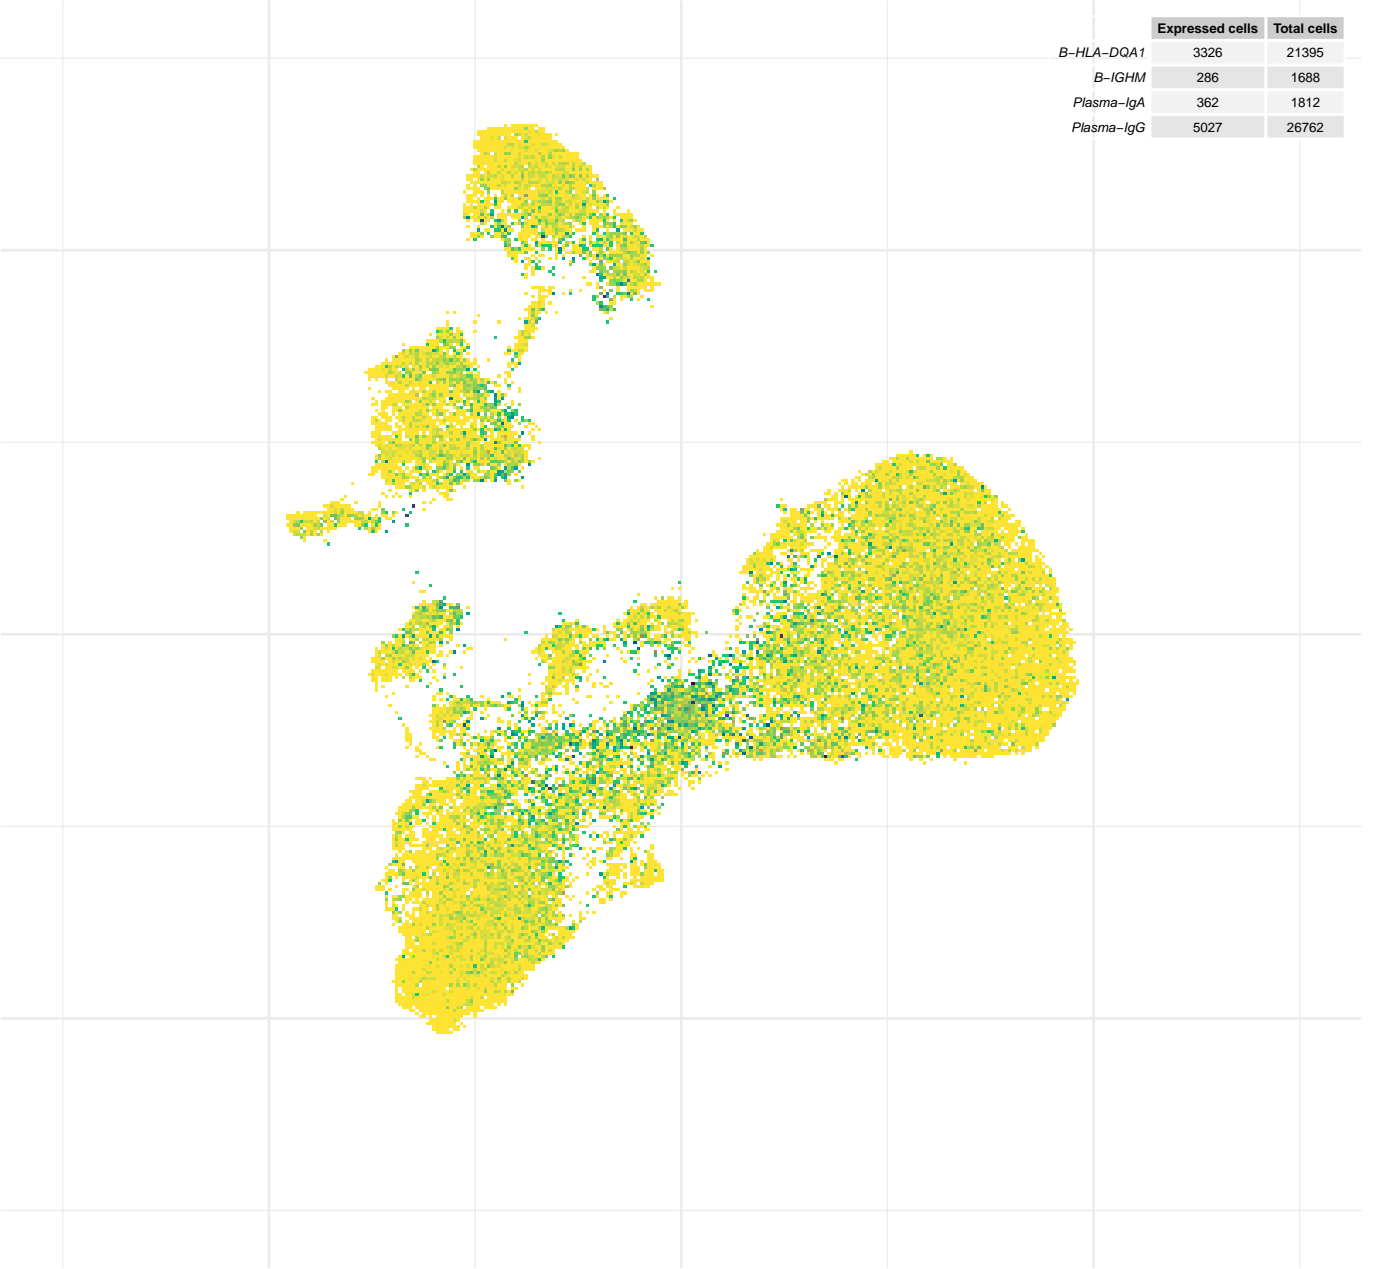 Expressed cells Total cells
B−HLA−DQA1 3326 21395
B−IGHM 286 1688
Plasma−IgA 362 1812
Plasma−IgG 5027 26762